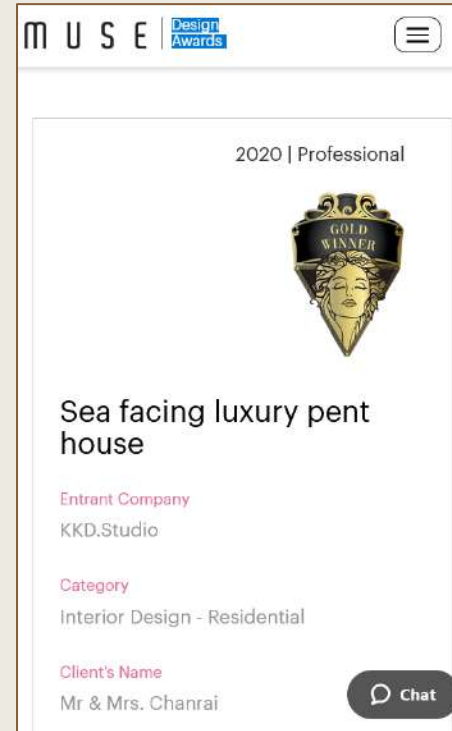 MUSE Design
Awards
2020 | Professional
GOLD
WINNER
Sea facing luxury pent
house
Entrant Company
KKD.Studio
Category
Interior Design - Residential
Client's Name
Mr & Mrs. Chanrai
Chat